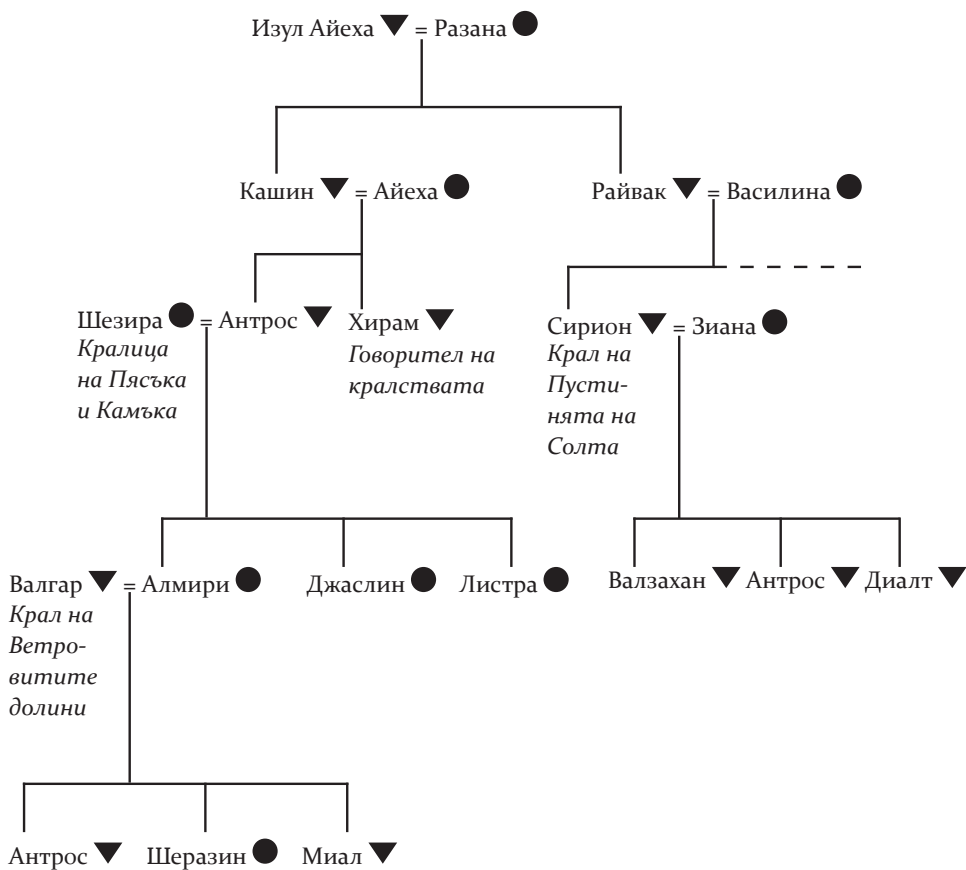 Изул Айеха ▼ = Разана ●
Кашин ▼ = Айеха ●
Райвак ▼ = Василина ●
Шезира ● = Антрос ▼
Кралица
на Пясъка
и Камъка
Хирам ▼
Говорител на
кралствата
Сирион ▼ = Зиана ●
Крал на
Пусти-
нята на
Солта
Валгар ▼ = Алмири ●
Крал на
Ветро-
витите
долини
Джаслин ●
Листра ●
Валзахан ▼
Антрос ▼
Диалт ▼
Антрос ▼
Шеразин ●
Миал ▼